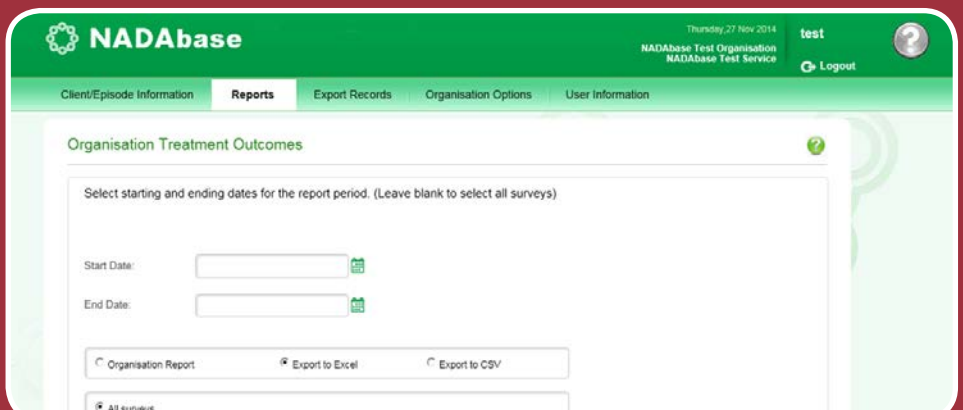 NADAbase
Thursday,27 Nov 2014
NADAbase Test Organisation
NADAbase Test Service
test
Logout
?
Client/Episode Information Reports Export Records Organisation Options User Information
Organisation Treatment Outcomes
?
Select starting and ending dates for the report period. (Leave blank to select all surveys)
Start Date:
End Date:
Organisation Report Export to Excel Export to CSV
All surveys